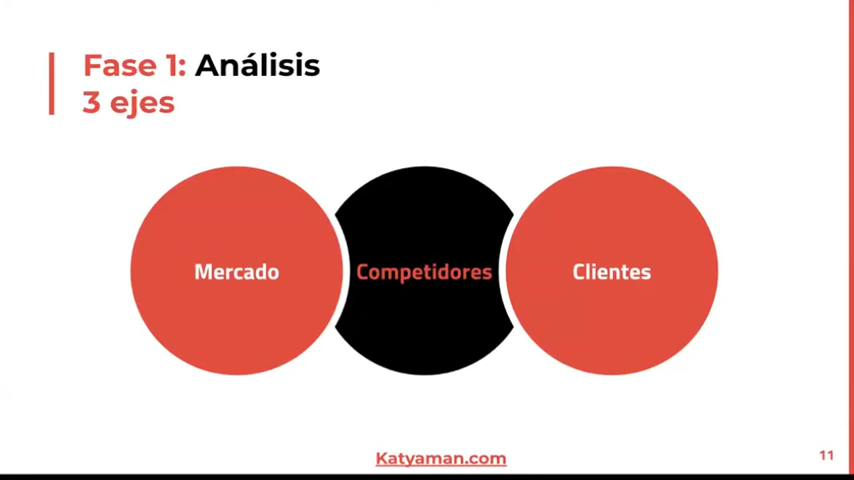 Fase 1: Análisis
3 ejes
Mercado
Competidores
Clientes
Katyaman.com
11